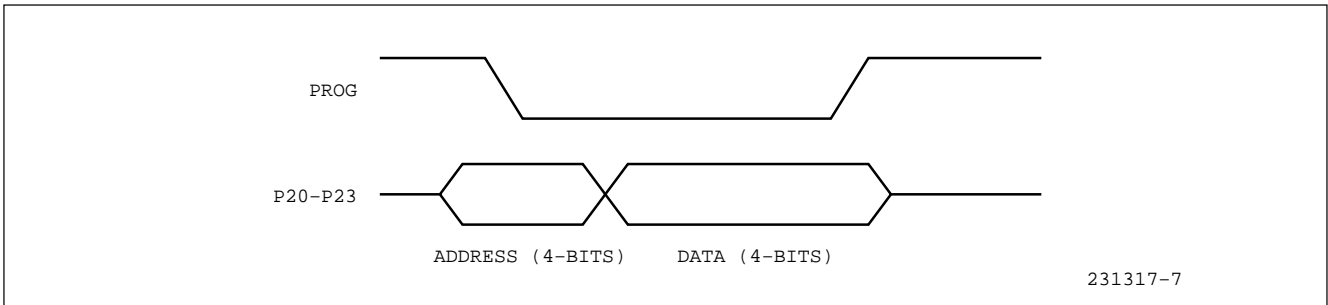 PROG
P20-P23
ADDRESS (4-BITS) DATA (4-BITS)
231317-7